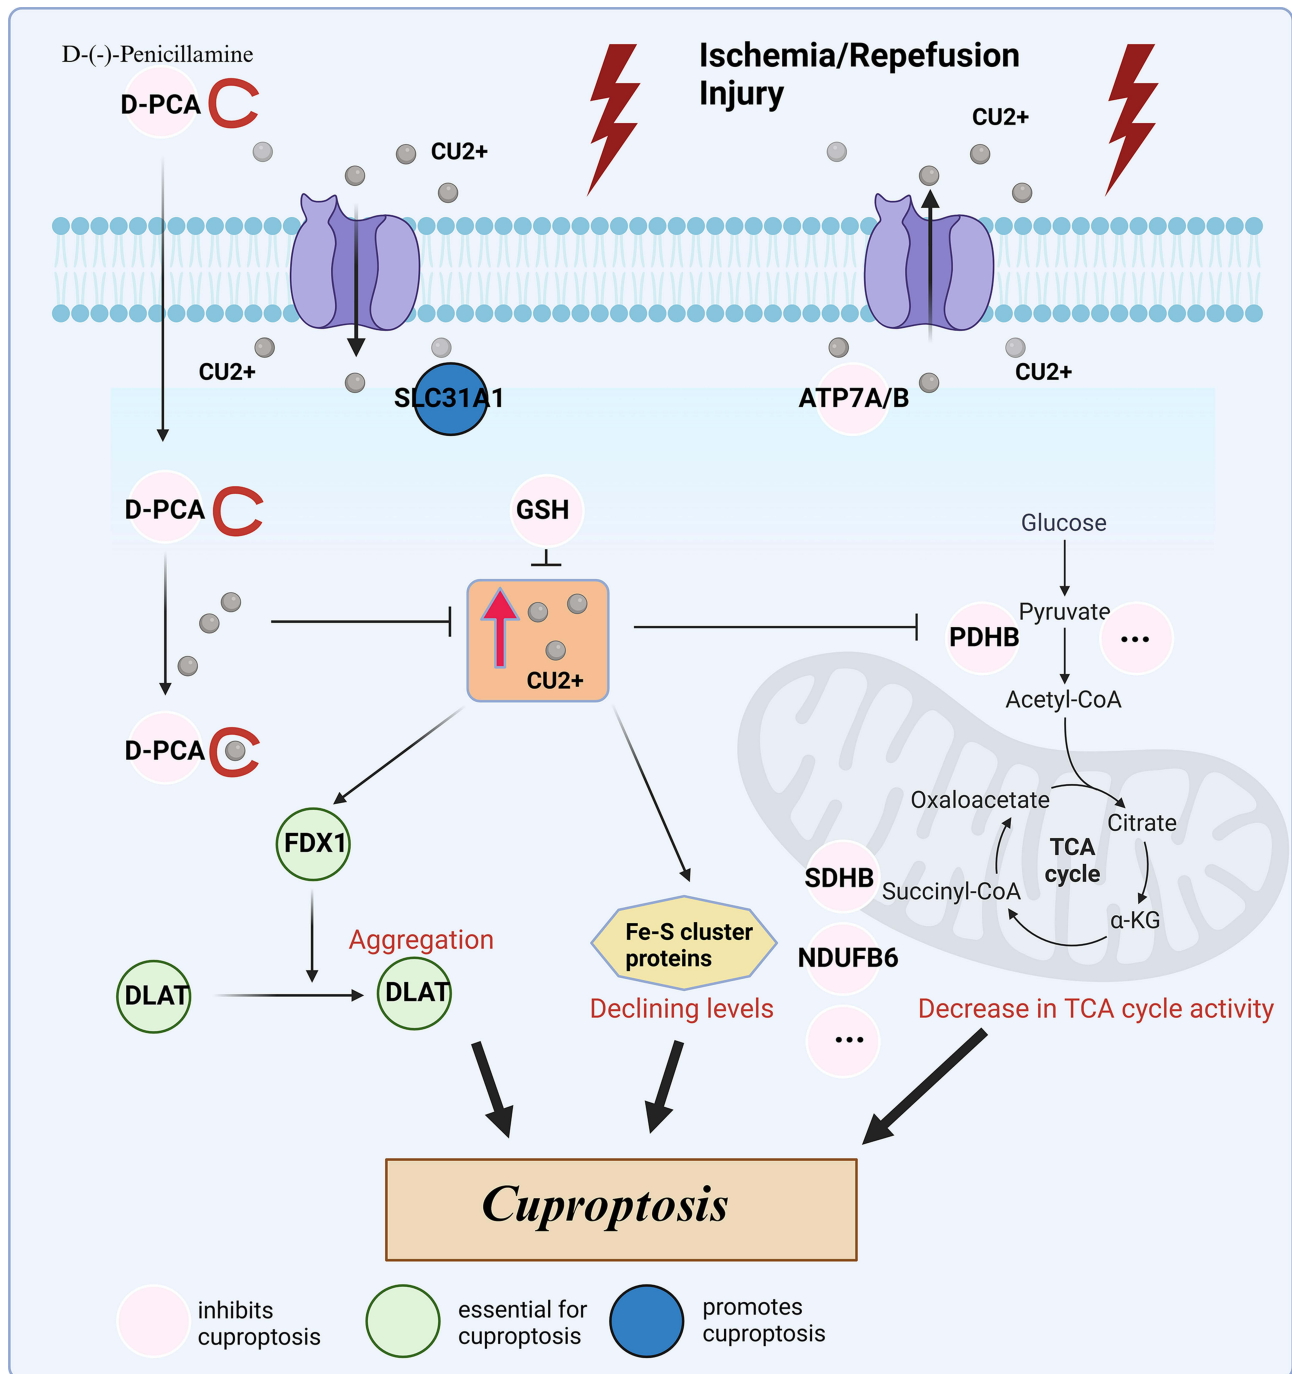 D-(-)-Penicillamine
D-PCA
Ischemia/Repefusion
Injury
CU2+
CU2+
CU2+
SLC31A1
ATP7A/B
CU2+
D-PCA
GSH
Glucose
Pyruvate
PDHB
...
CU2+
Acetyl-CoA
D-PCA
Oxaloacetate
Citrate
FDX1
TCA
cycle
SDHB
Succinyl-CoA
α-KG
Aggregation
Fe-S cluster
proteins
NDUFB6
DLAT
DLAT
Declining levels
Decrease in TCA cycle activity
...
Cuproptosis
inhibits
cuproptosis
essential for
cuproptosis
promotes
cuproptosis